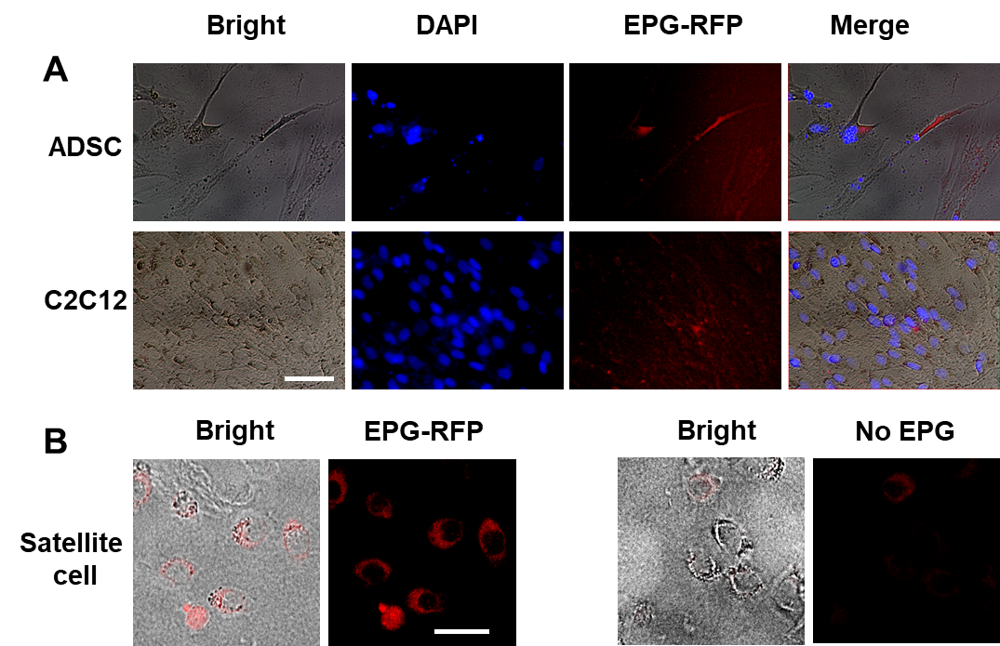 Bright DAPI EPG-RFP Merge
A
ADSC
C2C12
B
Bright EPG-RFP Bright No EPG
Satellite
cell